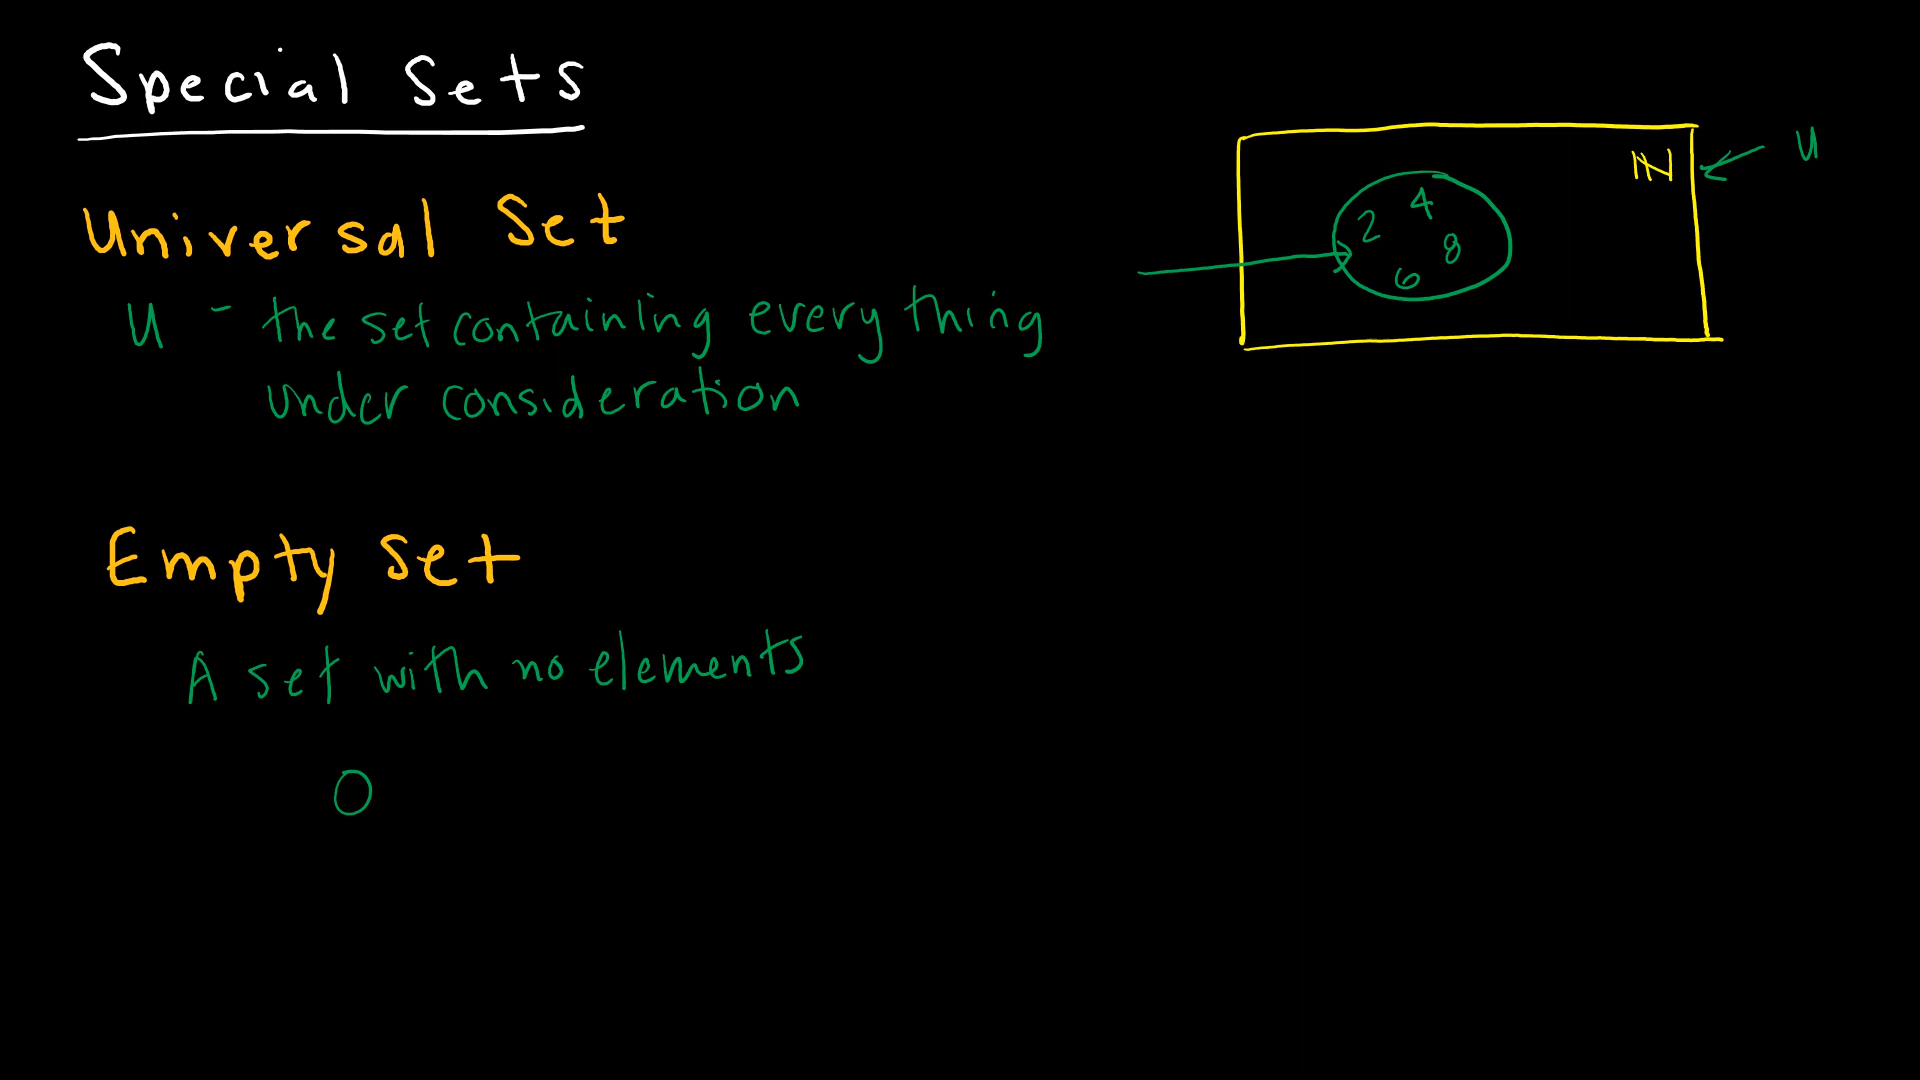 Special Sets
Universal Set
U - the set containing everything
under consideration
Empty Set
A set with no elements
O
ℕ
U
2 4
8
6